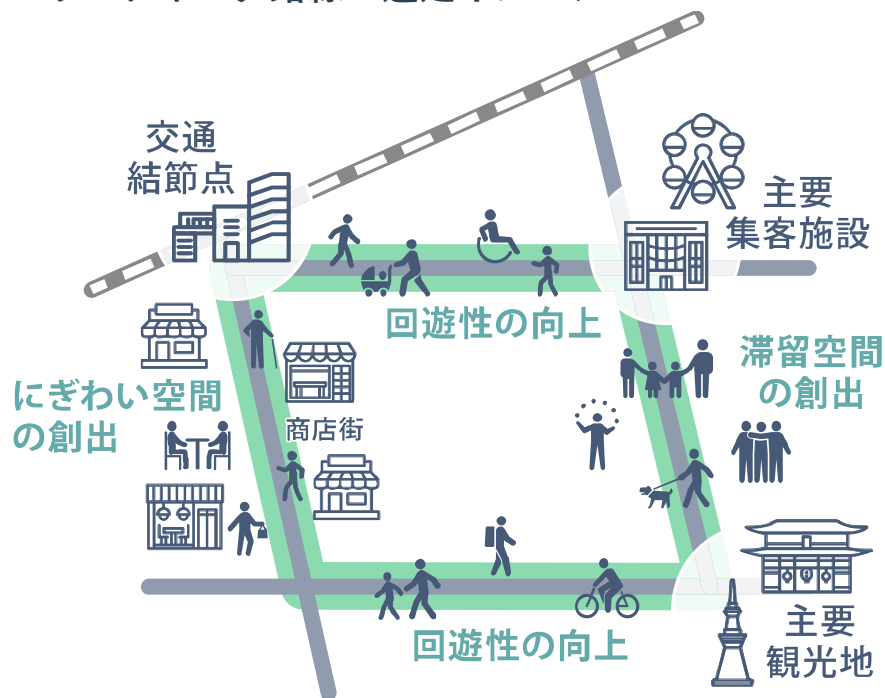 交通
結節点
主要
集客施設
回遊性の向上
滞留空間
の創出
にぎわい空間
の創出
商店街
回遊性の向上
主要
観光地